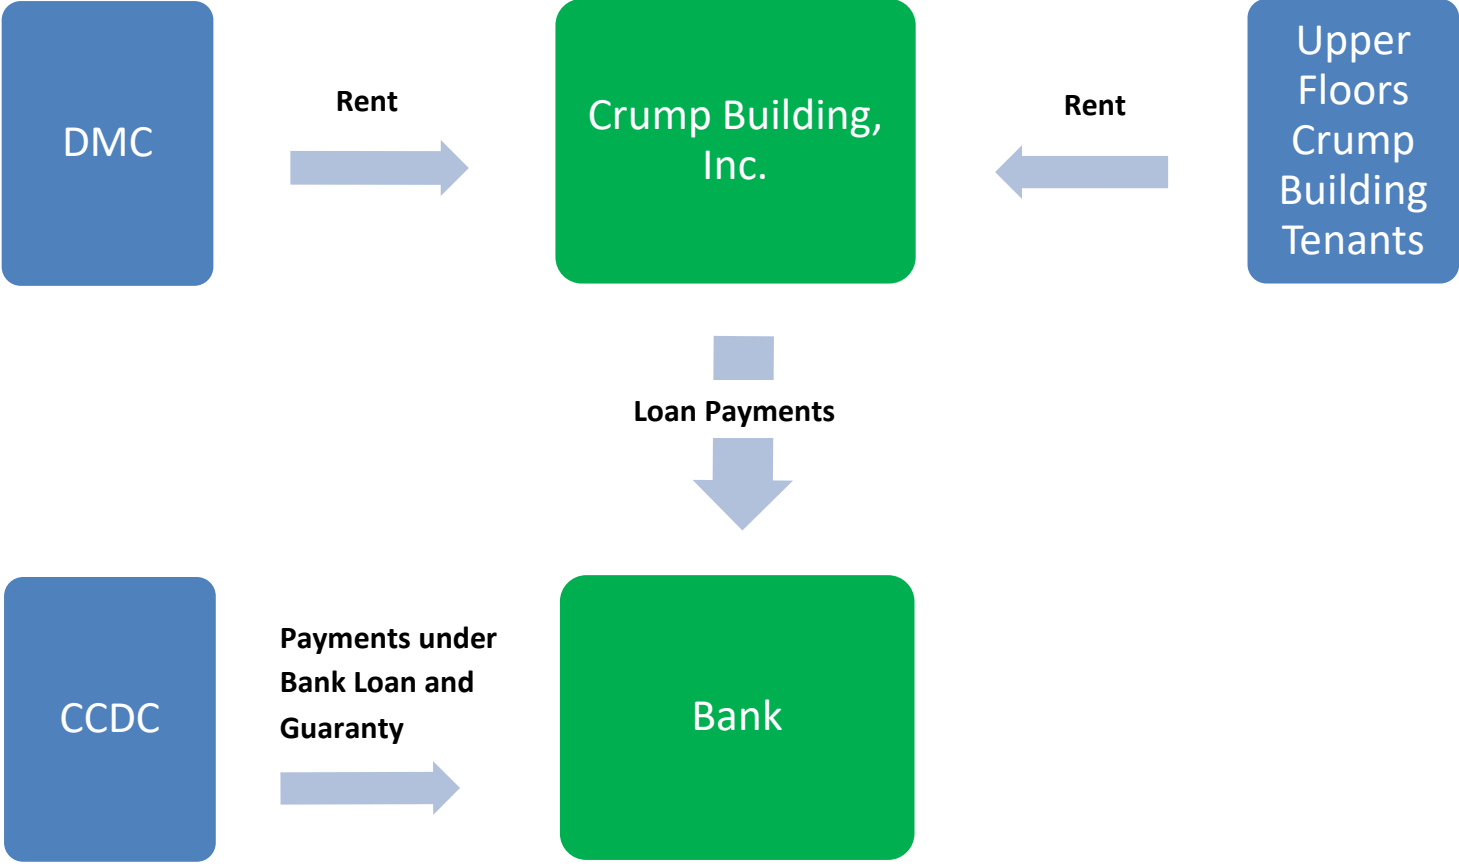 DMC
Rent
Crump Building,
Inc.
Rent
Upper
Floors
Crump
Building
Tenants
Loan Payments
CCDC
Payments under
Bank Loan and
Guaranty
Bank